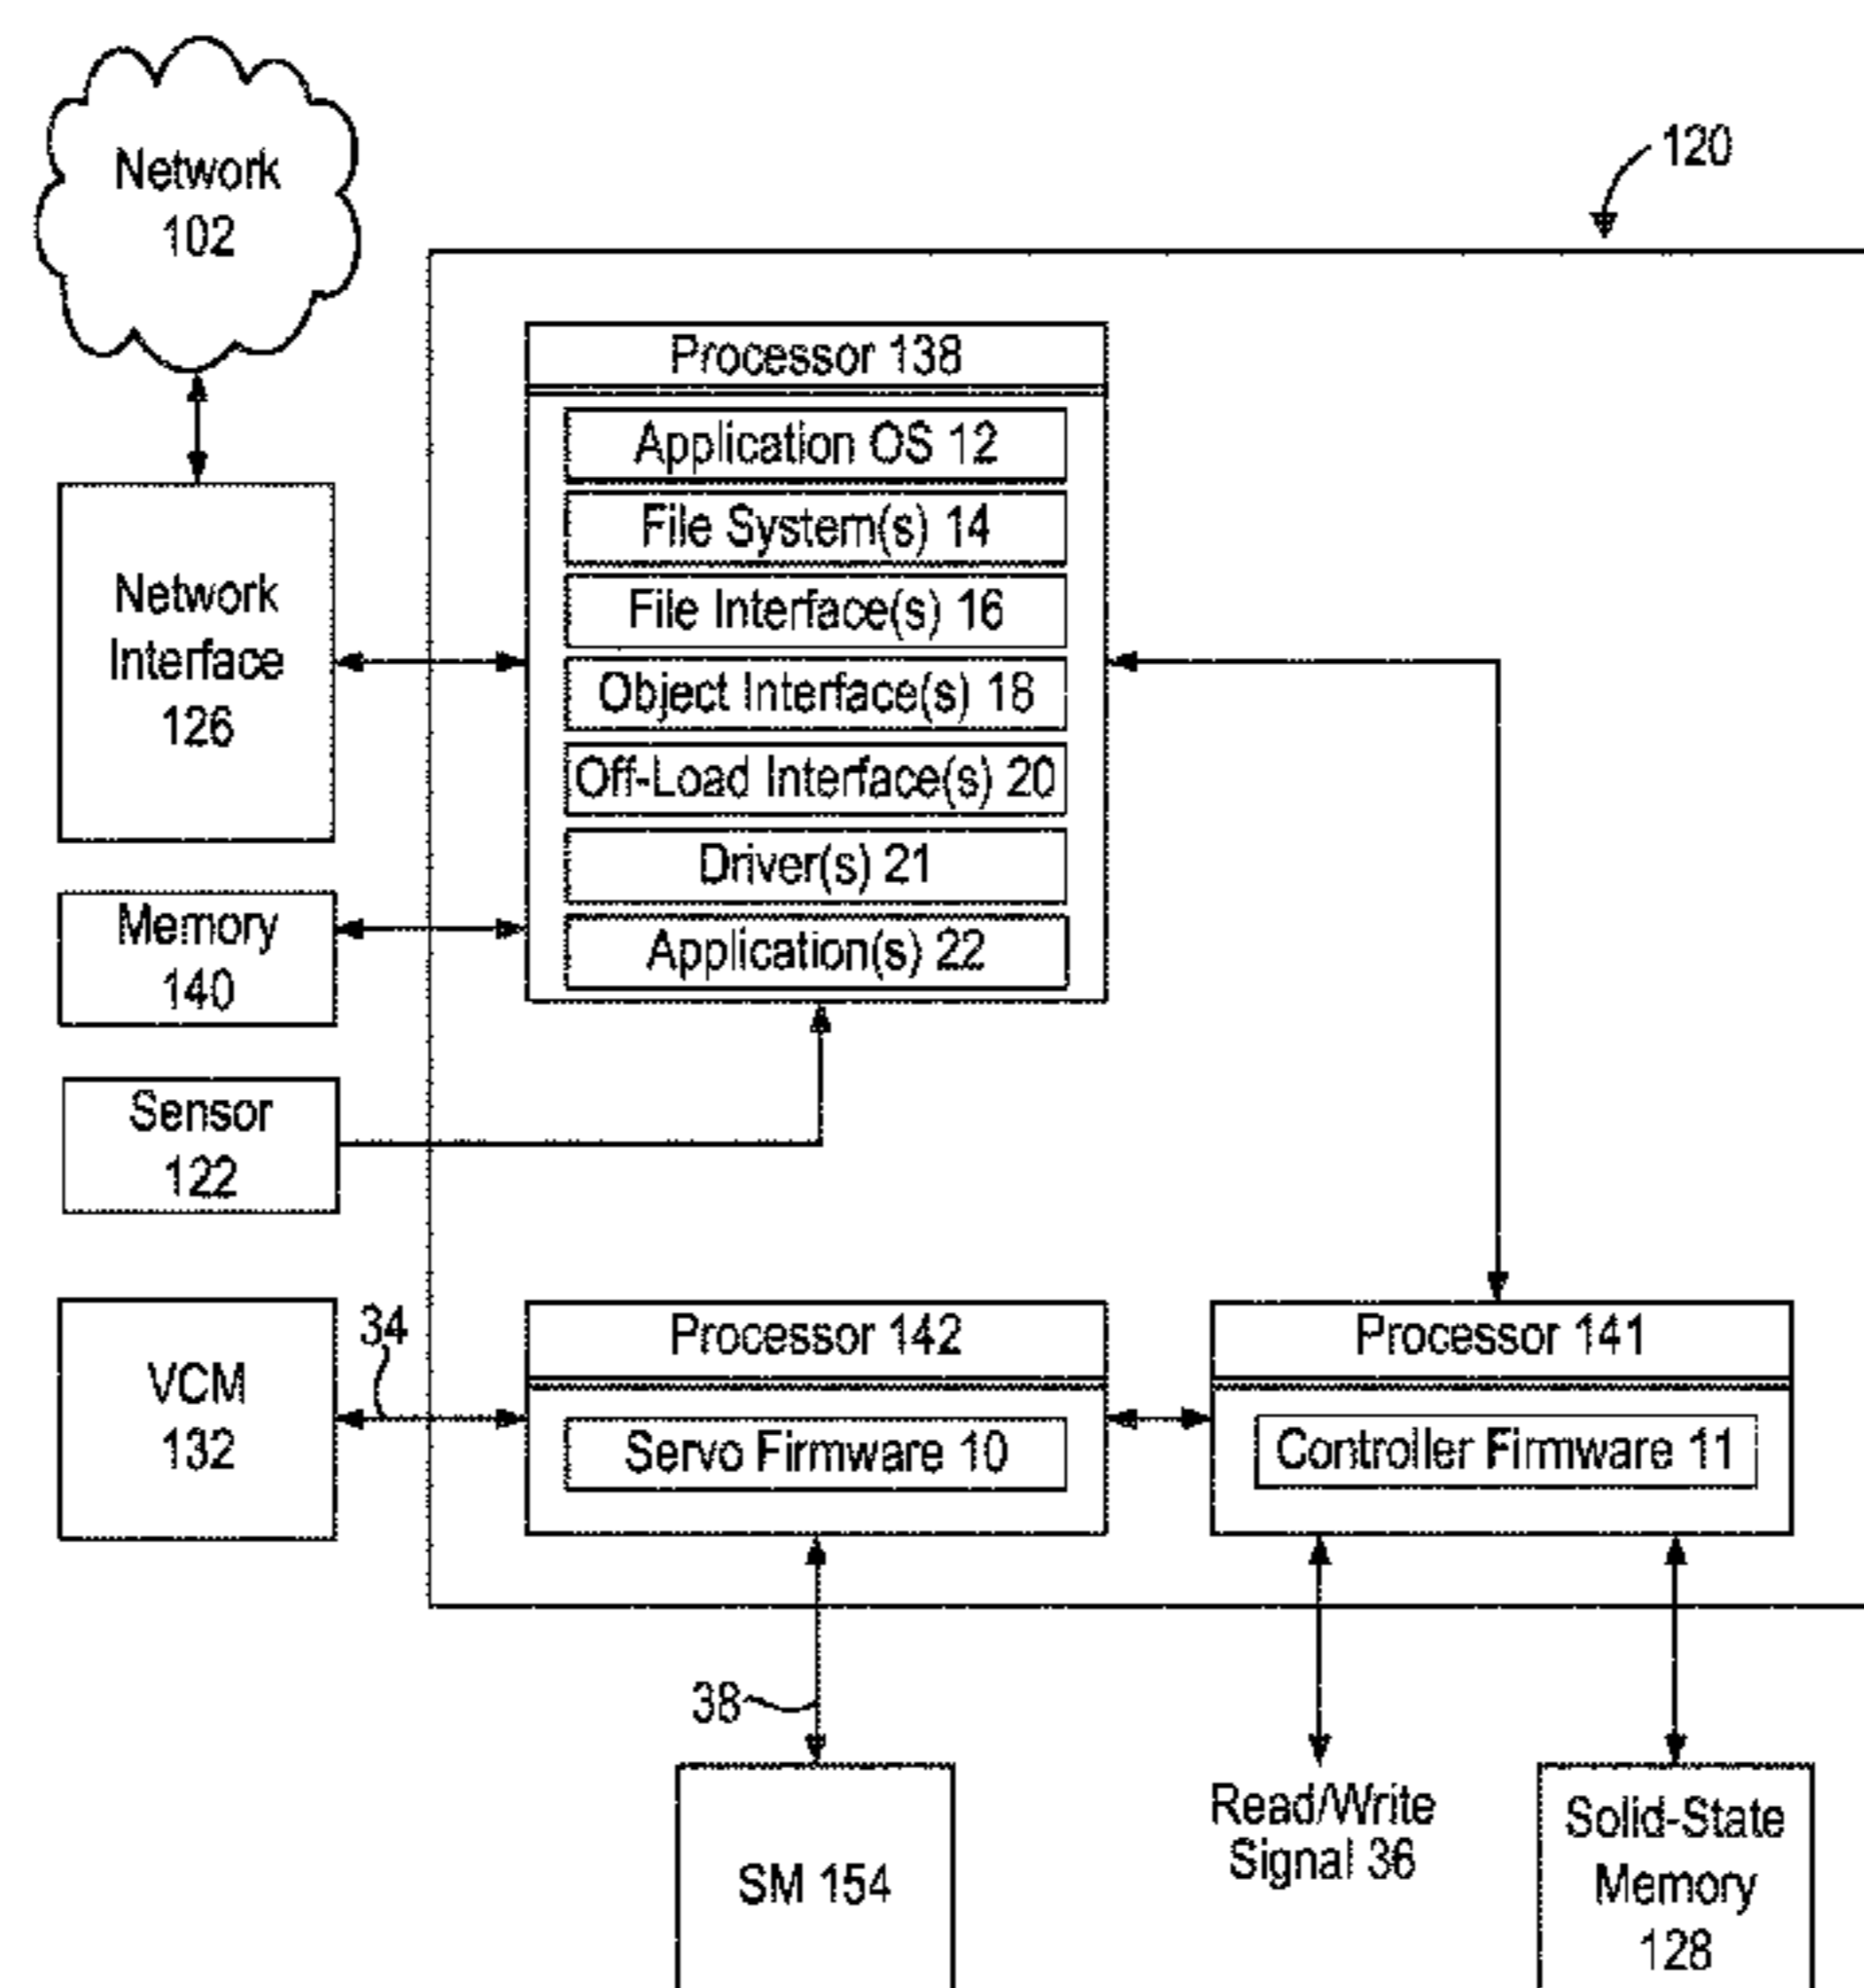 Network
102
120
Processor 138
Application OS 12
File System(s) 14
File Interface(s) 16
Object Interface(s) 18
Off-Load Interface(s) 20
Driver(s) 21
Application(s) 22
Network
Interface
126
Memory
140
Sensor
122
VCM
132
34
Processor 142
Servo Firmware 10
Processor 141
Controller Firmware 11
38
SM 154
Read/Write
Signal 36
Solid-State
Memory
128